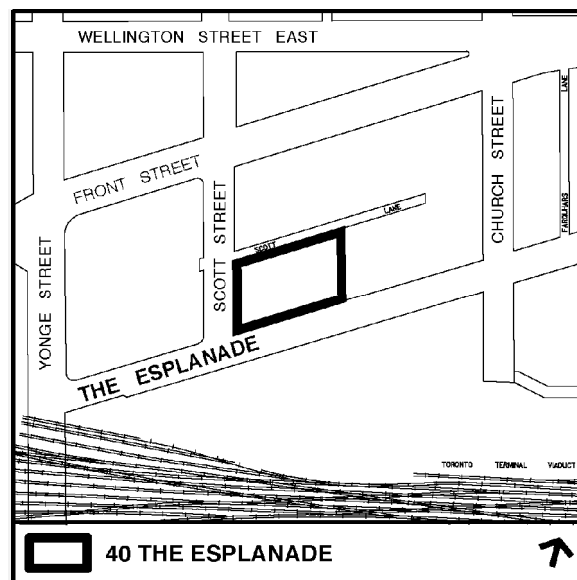 WELLINGTON STREET EAST
LANE
FRONT STREET
CHURCH STREET
SCOTT STREET
LANE
SCOTT
FAROUHARS
YONGE STREET
THE ESPLANADE
TORONTO TERMINAL VIADUCT
40 THE ESPLANADE